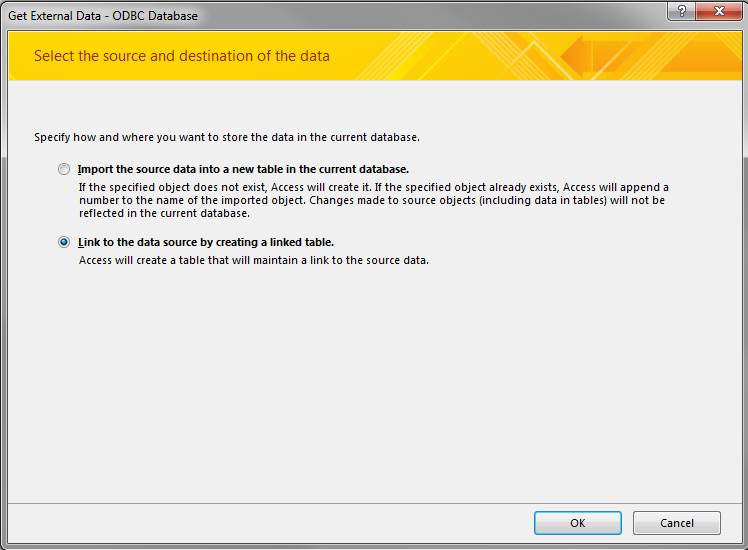 Get External Data - ODBC Database
?
Select the source and destination of the data
Specify how and where you want to store the data in the current database.
Import the source data into a new table in the current database.
If the specified object does not exist, Access will create it. If the specified object already exists, Access will append a
number to the name of the imported object. Changes made to source objects (including data in tables) will not be
reflected in the current database.
Link to the data source by creating a linked table.
Access will create a table that will maintain a link to the source data.
OK
Cancel